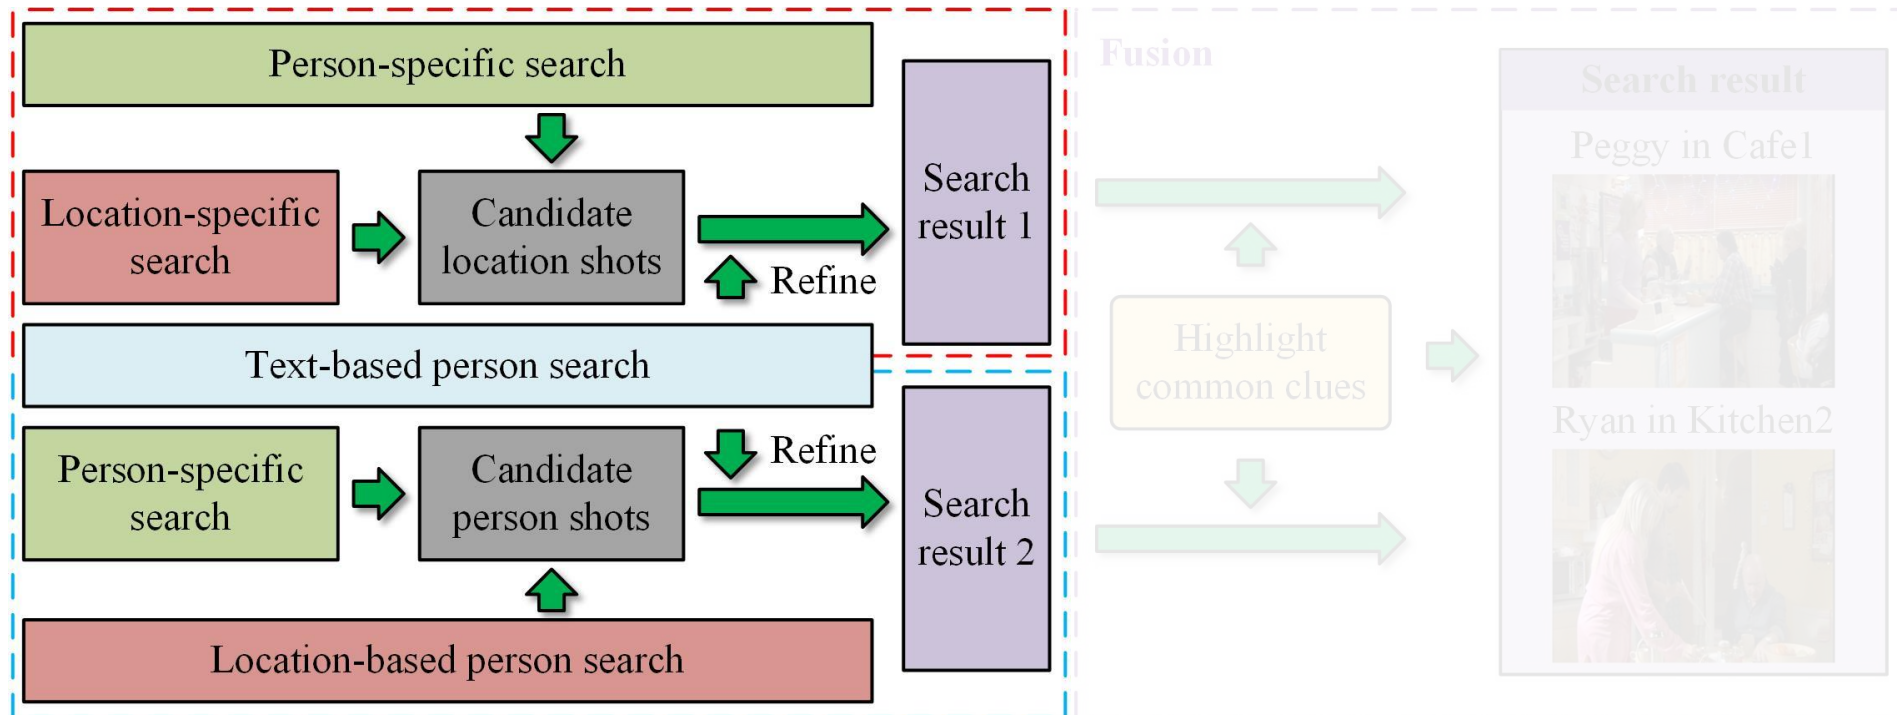 Person-specific search
Location-specific
search
Candidate
location shots
Refine
Search
result 1
Text-based person search
Person-specific
search
Candidate
person shots
Refine
Search
result 2
Location-based person search
Fusion
Highlight
common clues
Search result
Peggy in Cafe1
Ryan in Kitchen2